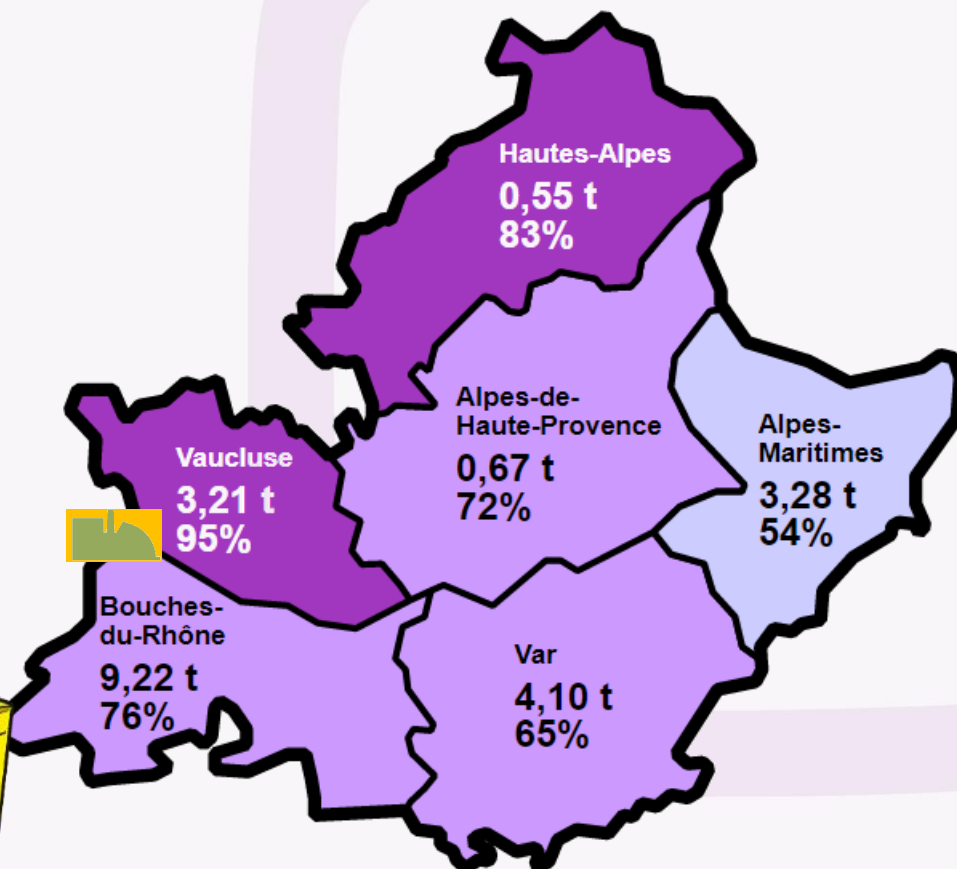 Hautes-Alpes
0,55 t
83%
Alpes-de-
Haute-Provence
0,67 t
72%
Alpes-
Maritimes
3,28 t
54%
Vaucluse
3,21 t
95%
Bouches-
du-Rhône
9,22 t
76%
Var
4,10 t
65%